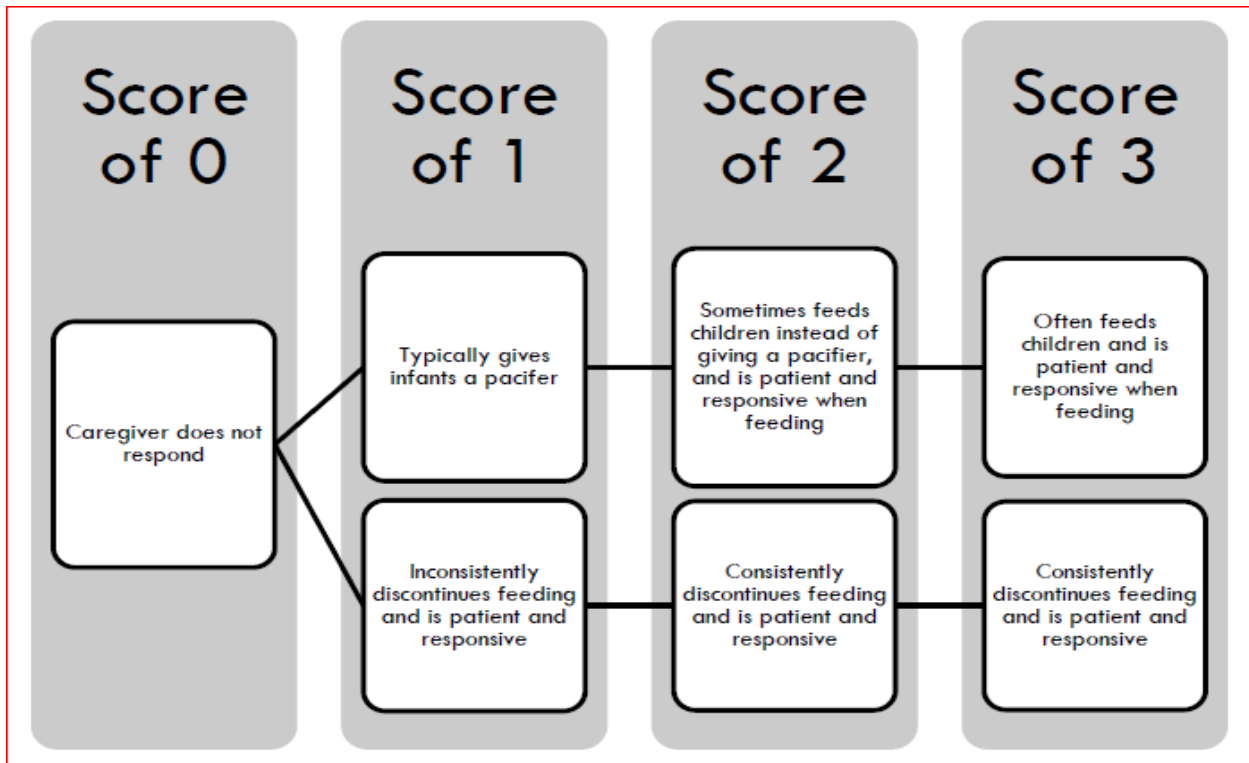 Score
of 0
Score
of 1
Score
of 2
Score
of 3
Caregiver does not
respond
Typically gives
infants a pacifer
Sometimes feeds
children instead of
giving a pacifier,
and is patient and
responsive when
feeding
Often feeds
children and is
patient and
responsive when
feeding
Inconsistently
discontinues feeding
and is patient and
responsive
Consistently
discontinues feeding
and is patient and
responsive
Consistently
discontinues feeding
and is patient and
responsive